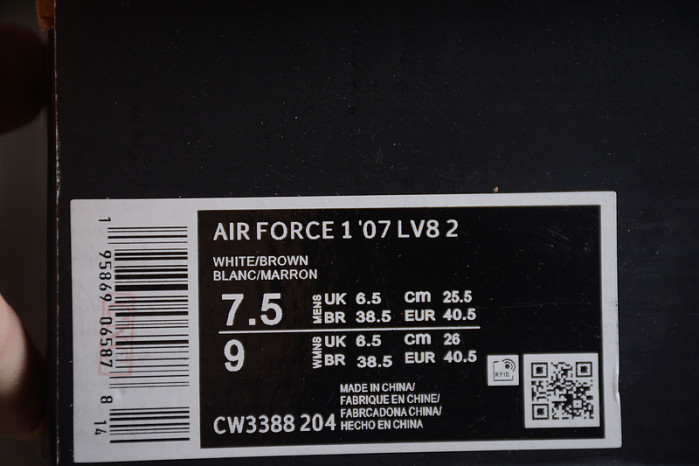 AIR FORCE 1 '07 LV8 2
WHITE/BROWN
BLANC/MARRON
7.5 MENS UK 6.5 cm 25.5
BR 38.5 EUR 40.5
9 WMNS UK 6.5 cm 26
BR 38.5 EUR 40.5
RFID
MADE IN CHINA/
FABRIQUE EN CHINE/
FABRCADONA CHINA/
CW3388 204 HECHO EN CHINA
1 95869 06587 8 14